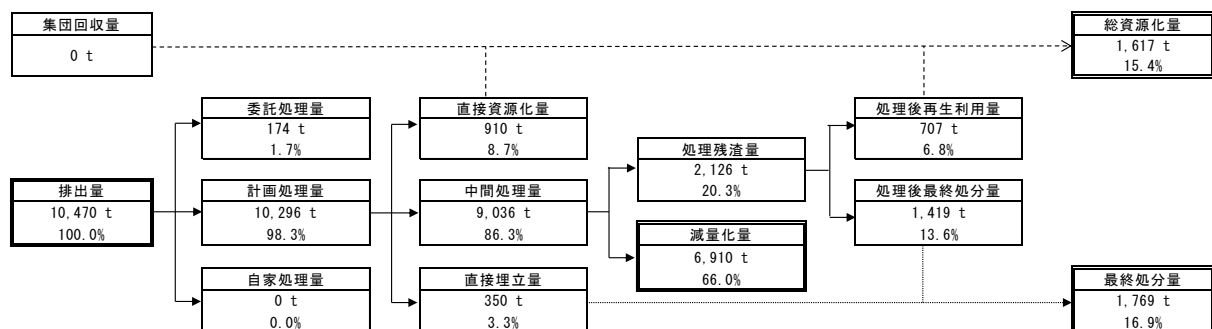 集団回収量
0 t
総資源化量
1,617 t
15.4%
委託処理量
174 t
1.7%
直接資源化量
910 t
8.7%
処理後再生利用量
707 t
6.8%
処理残渣量
2,126 t
20.3%
排出量
10,470 t
100.0%
計画処理量
10,296 t
98.3%
中間処理量
9,036 t
86.3%
処理後最終処分量
1,419 t
13.6%
減量化量
6,910 t
66.0%
自家処理量
0 t
0.0%
直接埋立量
350 t
3.3%
最終処分量
1,769 t
16.9%